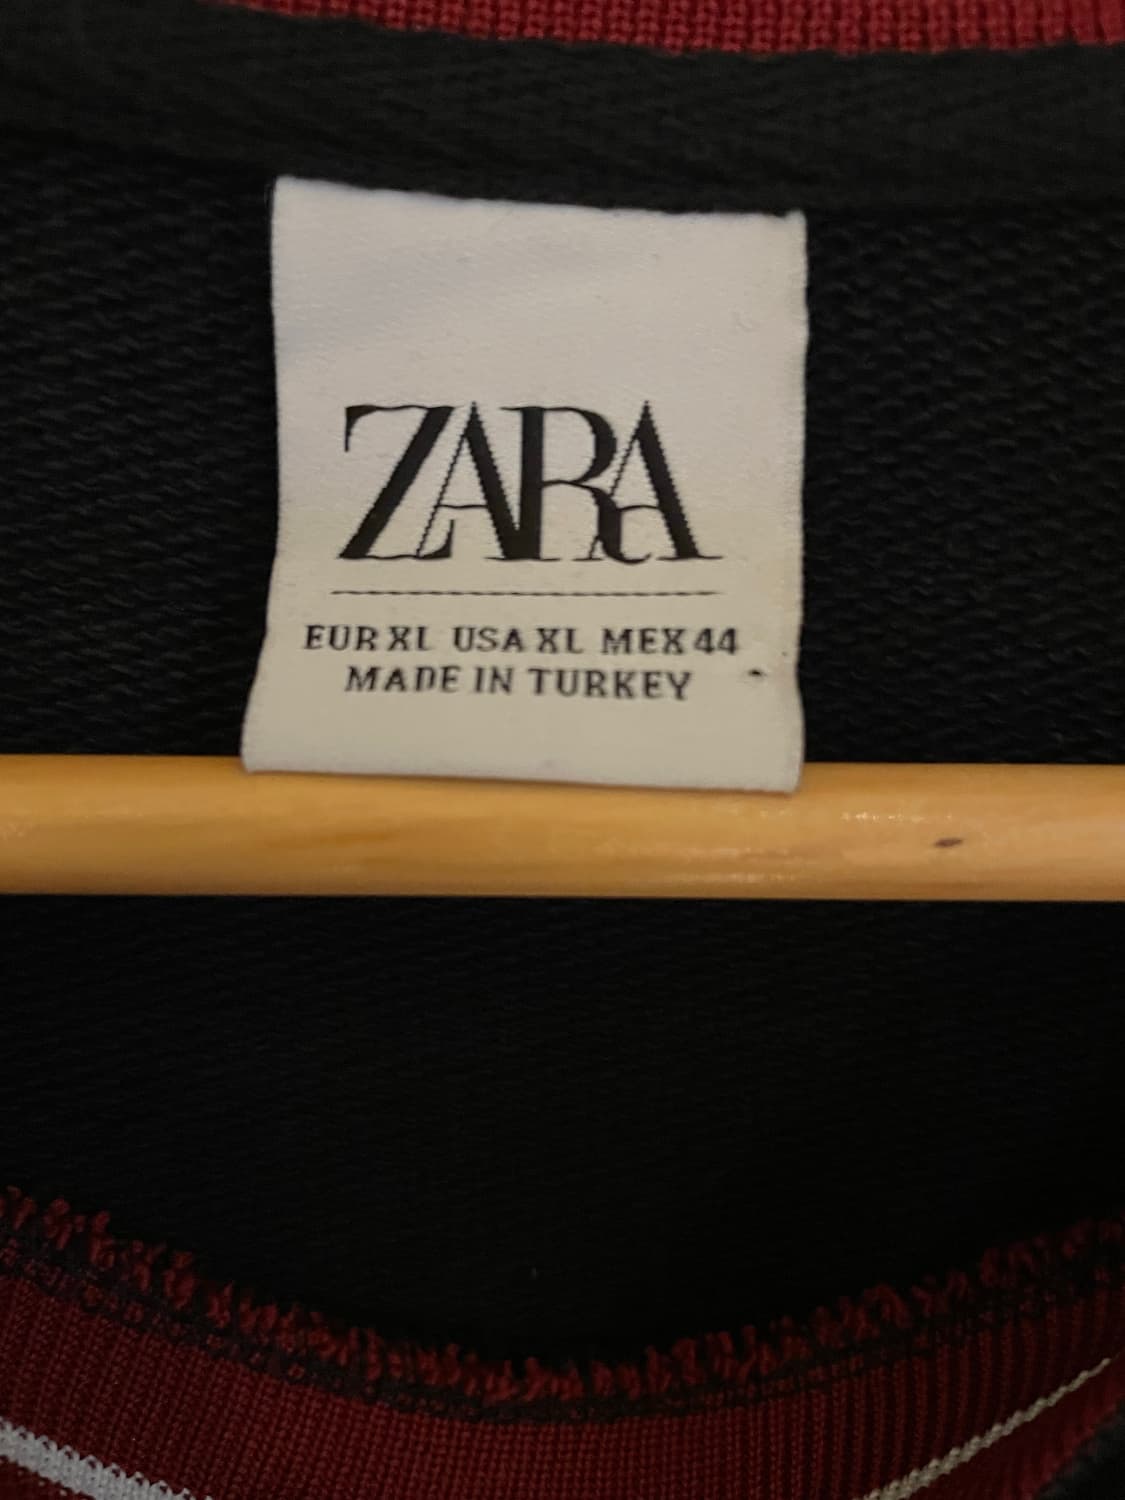 ZARA
EUR XL USA XL MEX 44
MADE IN TURKEY